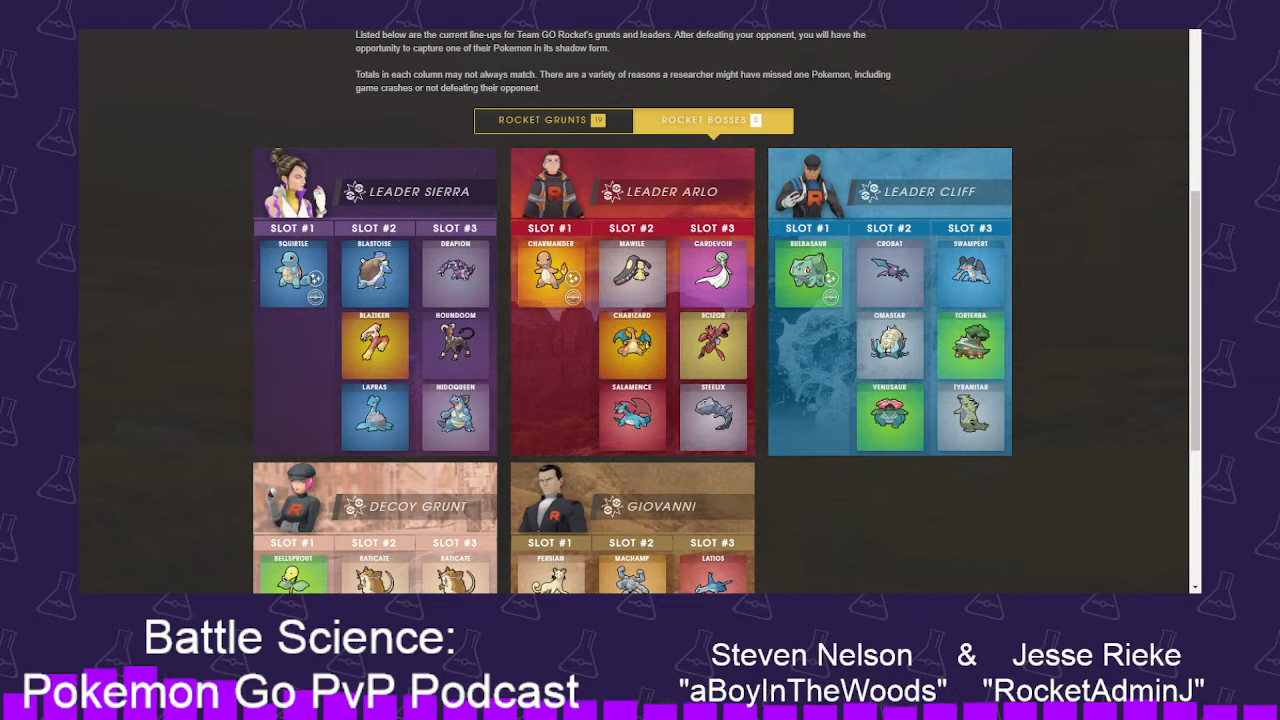 Listed below are the current line-ups for Team GO Rocket's grunts and leaders. After defeating your opponent, you will have the
opportunity to capture one of their Pokemon in its shadow form.
Totals in each column may not always match. There are a variety of reasons a researcher might have missed one Pokemon, including
game crashes or not defeating their opponent.
ROCKET GRUNTS 19
ROCKET BOSSES
LEADER SIERRA
SLOT #1 SLOT #2 SLOT #3
SQUIRTLE BLASTOISE DRAPION
BLAZIKEN HOUNDOOM
LAPRAS NIDOQUEEN
LEADER ARLO
SLOT #1 SLOT #2 SLOT #3
CHARMANDER MAWILE GARDEVOIR
CHARIZARD SCIZOR
SALAMENCE STEELIX
LEADER CLIFF
SLOT #1 SLOT #2 SLOT #3
BULBASAUR CROBAT SWAMPERT
OMASTAR TORTERRA
VENUSAUR TYRANITAR
DECOY GRUNT
SLOT #1 SLOT #2 SLOT #3
BELLSPROUT RATICATE RATICATE
GIOVANNI
SLOT #1 SLOT #2 SLOT #3
PERSIAN MACHAMP LATIOS
Battle Science:
Pokemon Go PvP Podcast
Steven Nelson & Jesse Rieke
"aBoyInTheWoods" "RocketAdminJ"